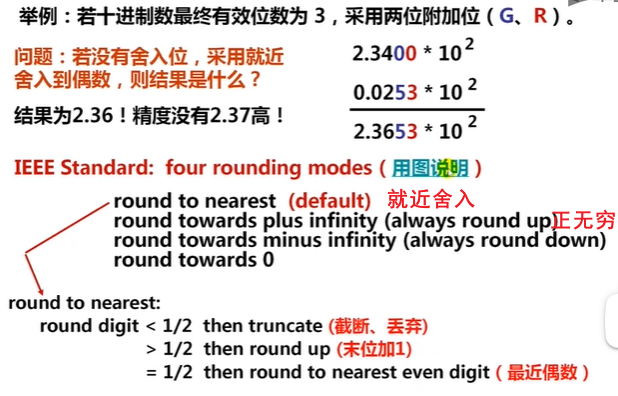 举例：若十进制数最终有效位数为 3，采用两位附加位（G、R）。
问题：若没有舍入位，采用就近
舍入到偶数，则结果是什么？
结果为2.36！精度没有2.37高！
2.3400 * 10²
0.0253 * 10²
2.3653 * 10²
IEEE Standard: four rounding modes（用图说明）
round to nearest (default) 就近舍入
round towards plus infinity (always round up)正无穷
round towards minus infinity (always round down)
round towards 0
round to nearest:
round digit < 1/2 then truncate (截断、丢弃)
> 1/2 then round up (末位加1)
= 1/2 then round to nearest even digit（最近偶数）